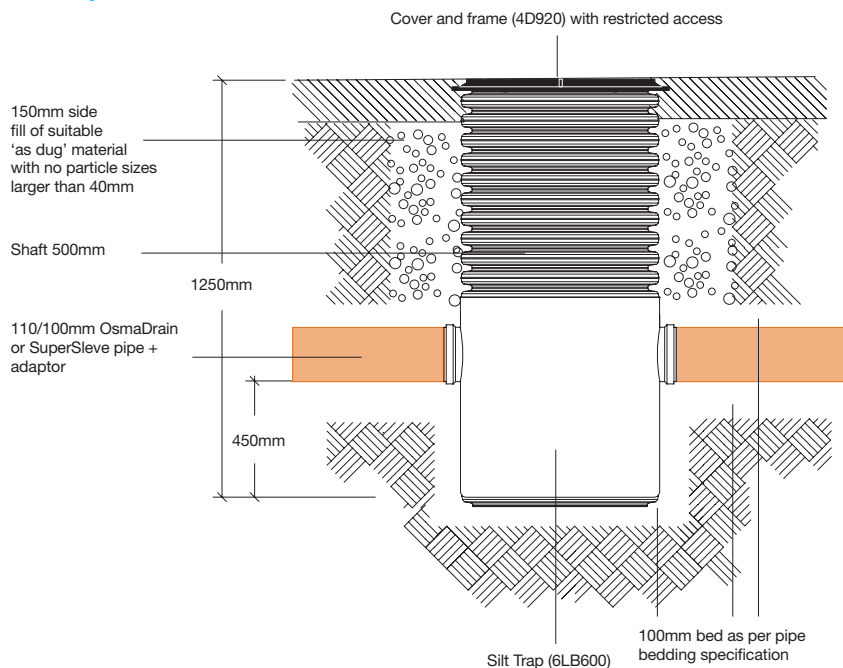 Cover and frame (4D920) with restricted access
150mm side
fill of suitable
‘as dug’ material
with no particle sizes
larger than 40mm
Shaft 500mm
1250mm
110/100mm OsmaDrain
or SuperSleve pipe +
adaptor
450mm
100mm bed as per pipe
bedding specification
Silt Trap (6LB600)